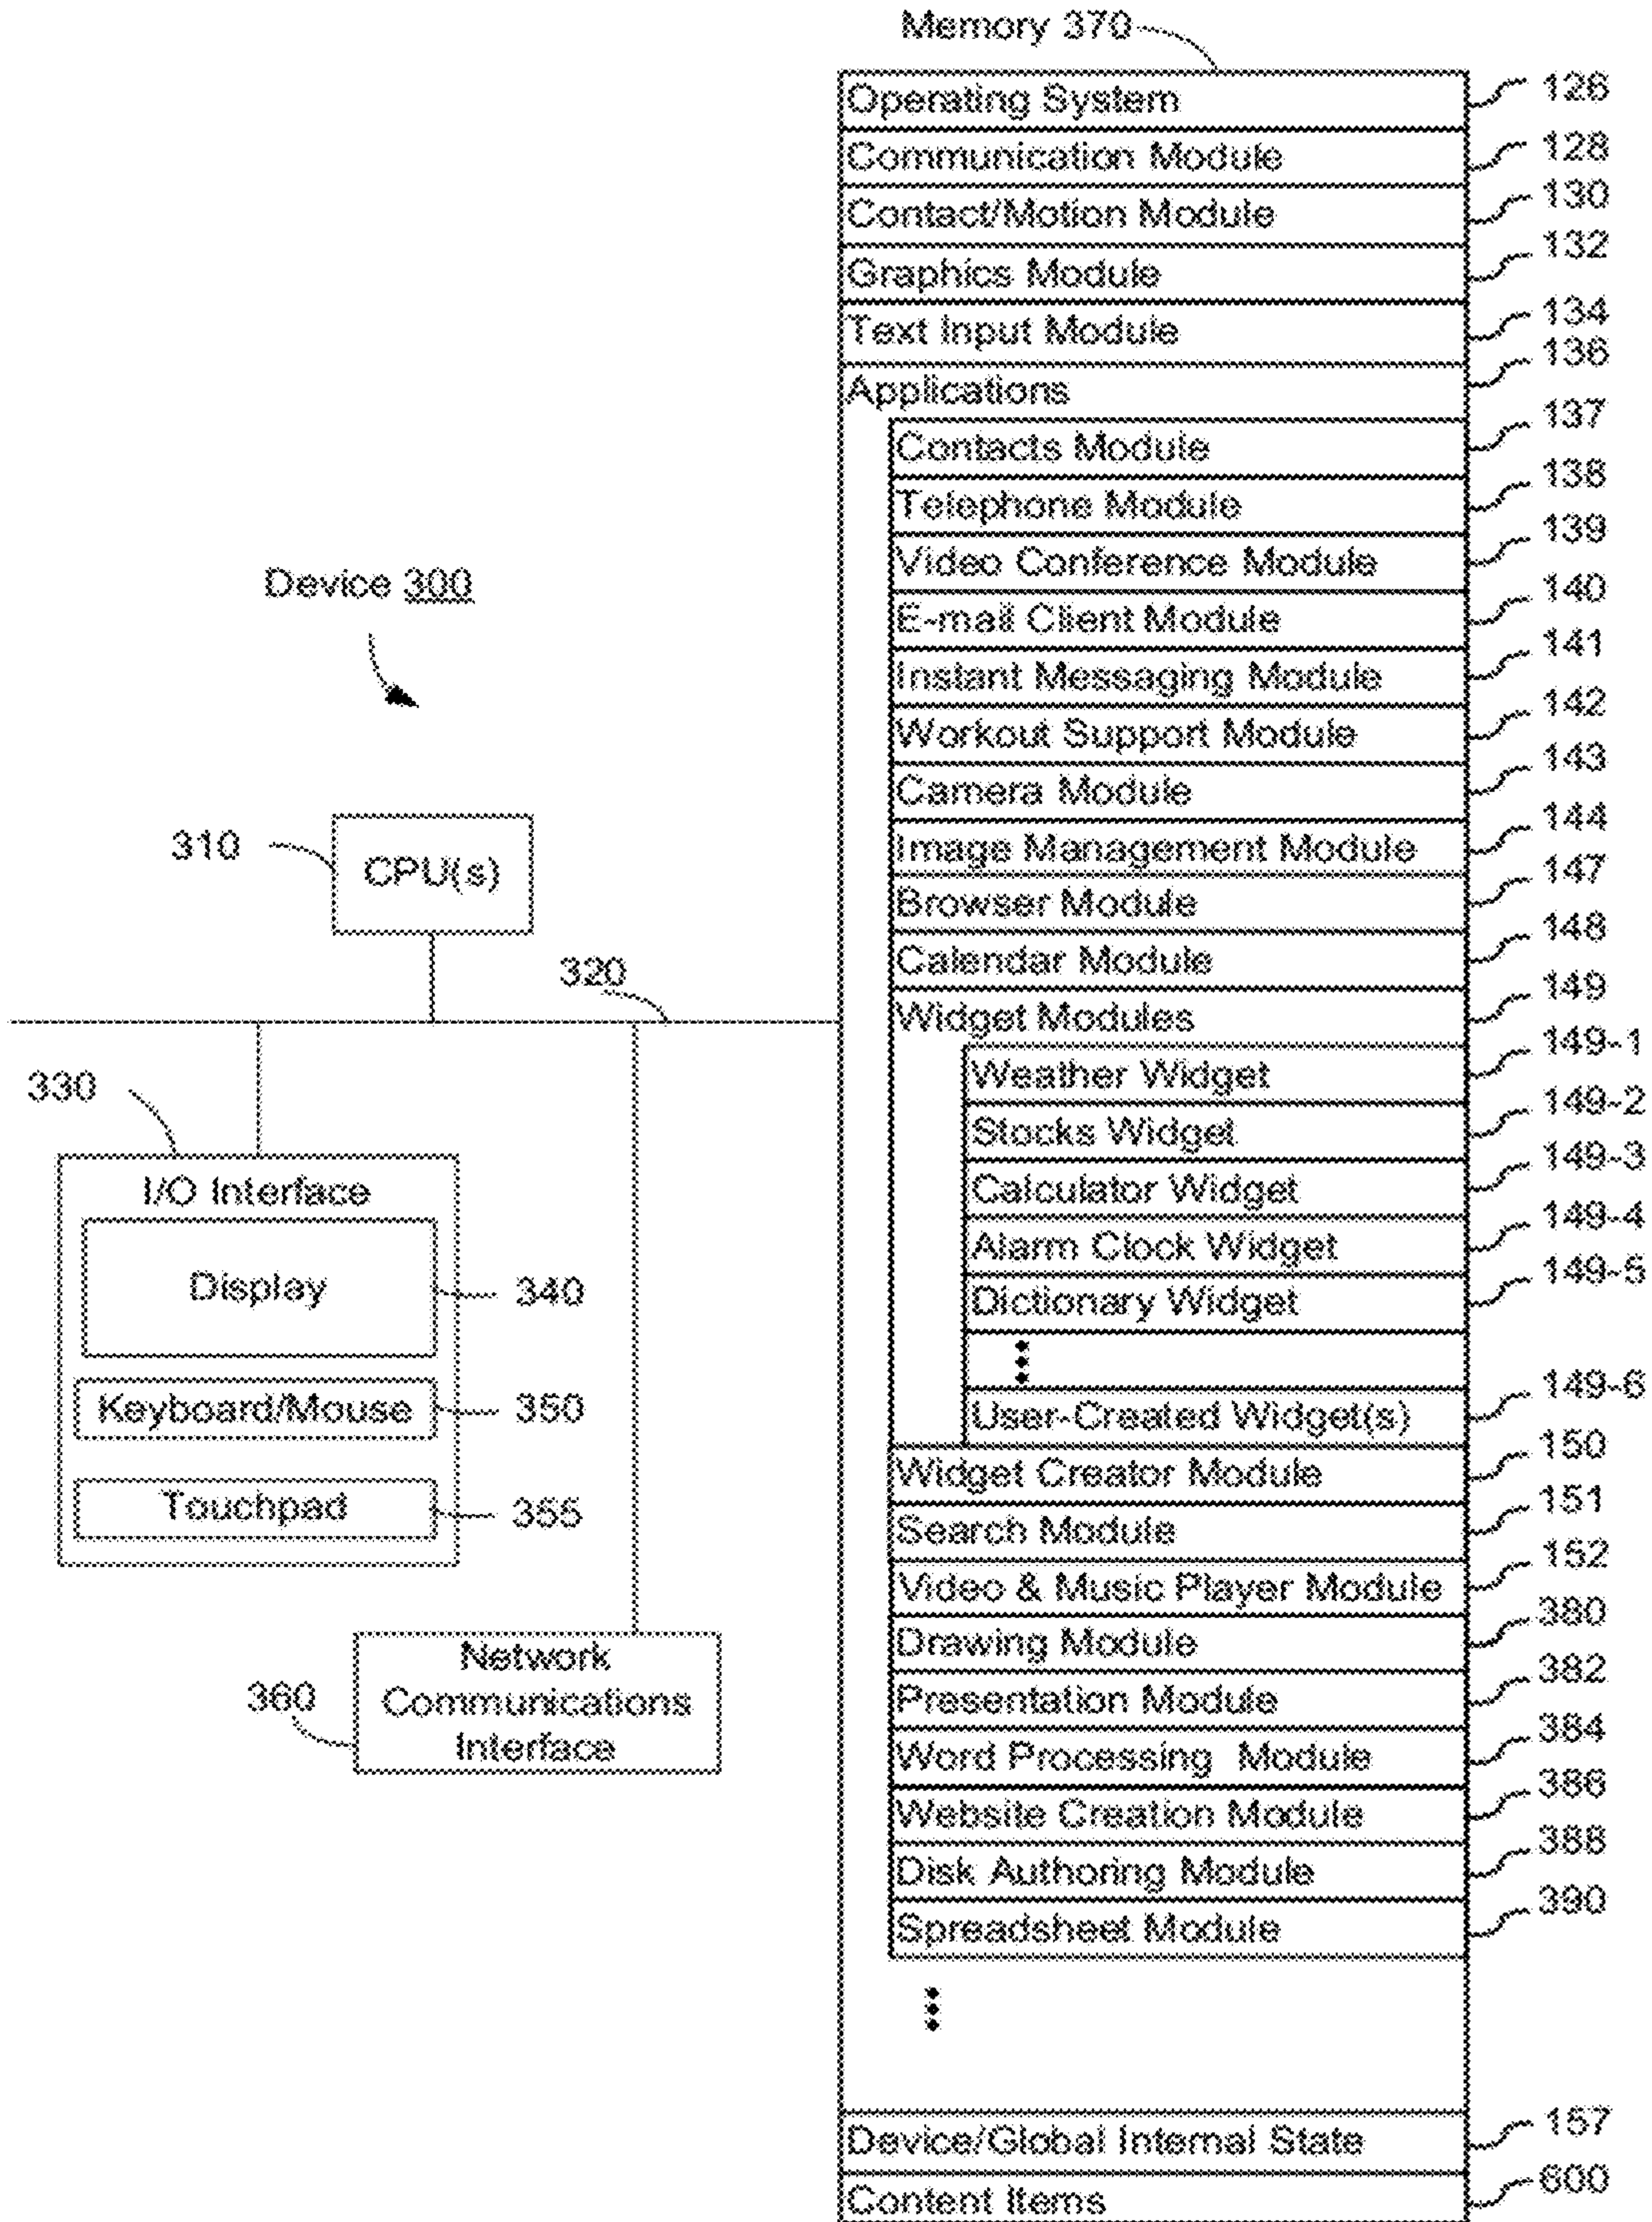 Memory 370
Operating System 126
Communication Module 128
Contact/Motion Module 130
Graphics Module 132
Text Input Module 134
Applications 136
Contacts Module 137
Telephone Module 138
Video Conference Module 139
E-mail Client Module 140
Instant Messaging Module 141
Workout Support Module 142
Camera Module 143
Image Management Module 144
Browser Module 147
Calendar Module 148
Widget Modules 149
Weather Widget 149-1
Stocks Widget 149-2
Calculator Widget 149-3
Alarm Clock Widget 149-4
Dictionary Widget 149-5
User-Created Widget(s) 149-6
Widget Creator Module 150
Search Module 151
Video & Music Player Module 152
Drawing Module 380
Presentation Module 382
Word Processing Module 384
Website Creation Module 386
Disk Authoring Module 388
Spreadsheet Module 390
Device/Global Internal State 157
Content Items 600
Device 300
310
CPU(s)
320
330
I/O Interface
Display 340
Keyboard/Mouse 350
Touchpad 355
360
Network
Communications
Interface